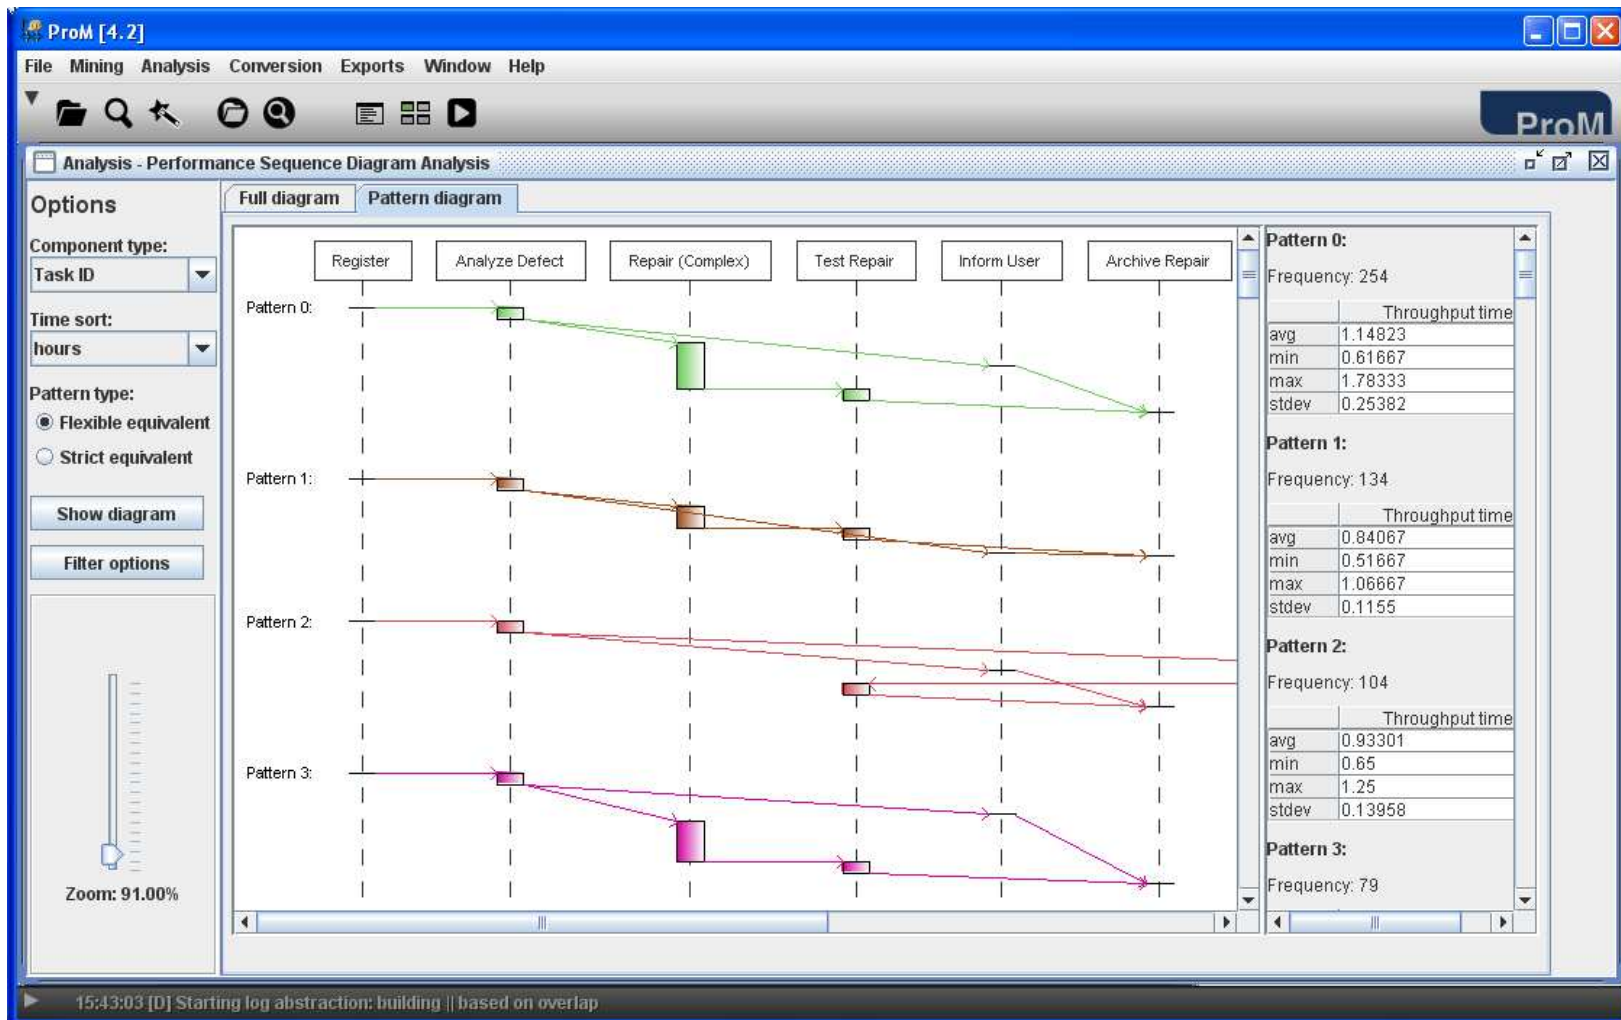 ProM [4.2]
File Mining Analysis Conversion Exports Window Help
ProM
Analysis - Performance Sequence Diagram Analysis
Options
Component type:
Task ID
Time sort:
hours
Pattern type:
Flexible equivalent
Strict equivalent
Show diagram
Filter options
Zoom: 91.00%
Full diagram Pattern diagram
Register Analyze Defect Repair (Complex) Test Repair Inform User Archive Repair
Pattern 0:
Pattern 1:
Pattern 2:
Pattern 3:
Pattern 0:
Frequency: 254
Throughput time
avg 1.14823
min 0.61667
max 1.78333
stdev 0.25382
Pattern 1:
Frequency: 134
Throughput time
avg 0.84067
min 0.51667
max 1.06667
stdev 0.1155
Pattern 2:
Frequency: 104
Throughput time
avg 0.93301
min 0.65
max 1.25
stdev 0.13958
Pattern 3:
Frequency: 79
15:43:03 [D] Starting log abstraction: building || based on overlap